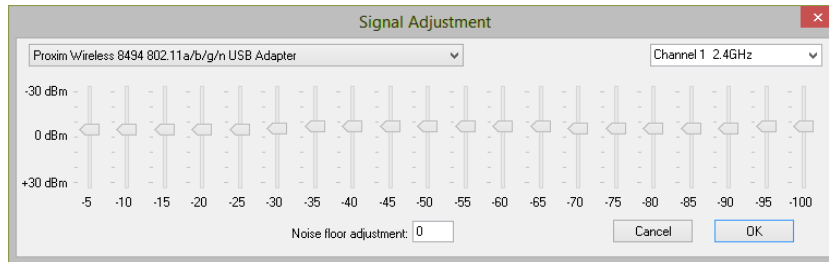 Signal Adjustment
Proxim Wireless 8494 802.11a/b/g/n USB Adapter
Channel 1 2.4GHz
-30 dBm
0 dBm
+30 dBm
-5 -10 -15 -20 -25 -30 -35 -40 -45 -50 -55 -60 -65 -70 -75 -80 -85 -90 -95 -100
Noise floor adjustment: 0
Cancel OK